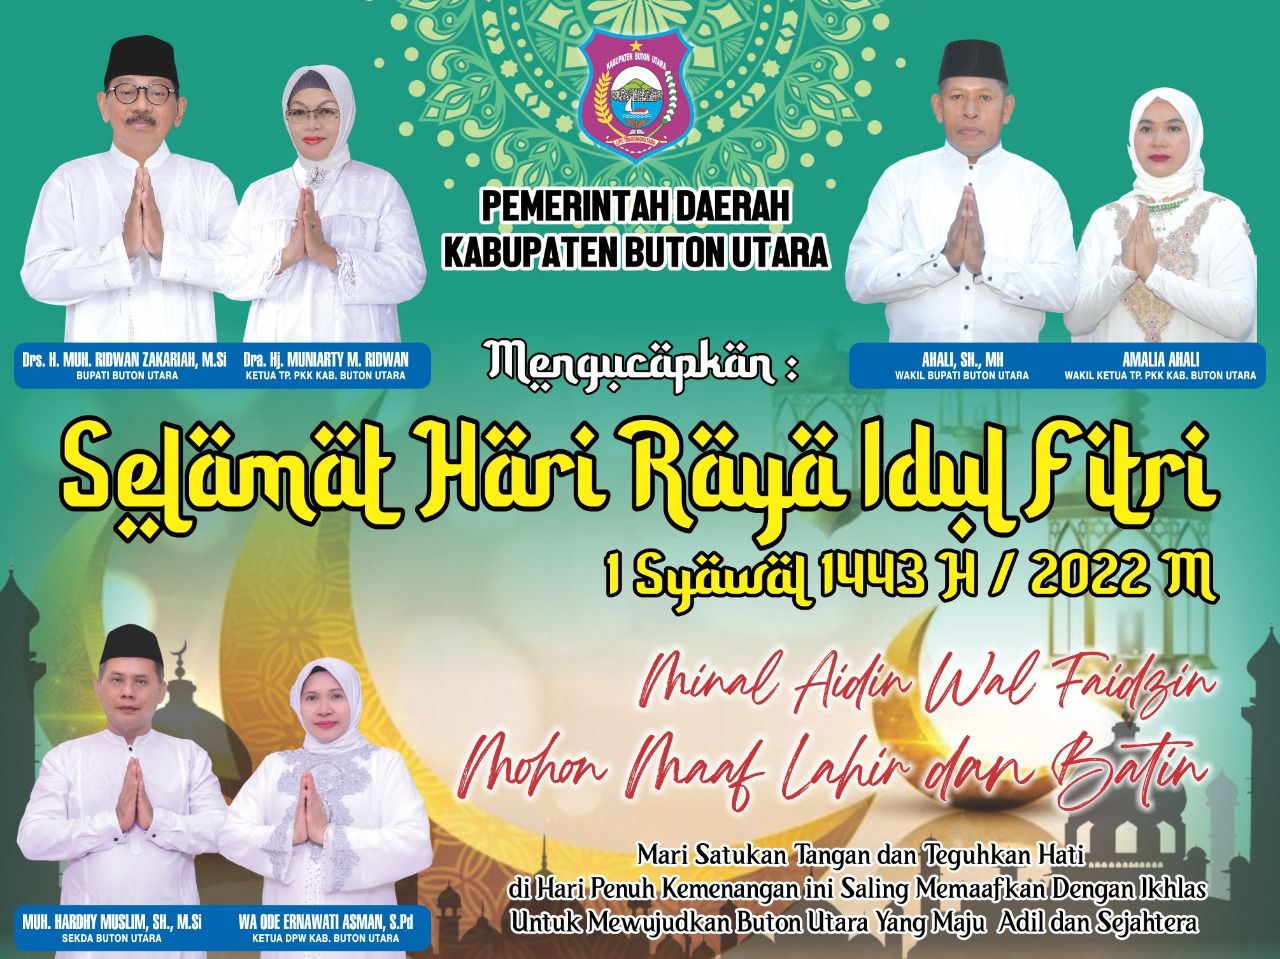 KABUPATEN BUTON UTARA
PEMERINTAH DAERAH
KABUPATEN BUTON UTARA
Drs. H. MUH. RIDWAN ZAKARIAH, M.Si
BUPATI BUTON UTARA
Dra. Hj. MUNIARTY M. RIDWAN
KETUA TP. PKK KAB. BUTON UTARA
AHALI, SH., MH
WAKIL BUPATI BUTON UTARA
AMALIA AHALI
WAKIL KETUA TP. PKK KAB. BUTON UTARA
Mengucapkan :
Selamat Hari Raya Idul Fitri
1 Syawal 1443 H / 2022 M
Minal Aidin Wal Faidzin
Mohon Maaf Lahir dan Batin
Mari Satukan Tangan dan Teguhkan Hati
di Hari Penuh Kemenangan ini Saling Memaafkan Dengan Ikhlas
Untuk Mewujudkan Buton Utara Yang Maju Adil dan Sejahtera
MUH. HARDHY MUSLIM, SH., M.Si
SEKDA BUTON UTARA
WA ODE ERNAWATI ASMAN, S.Pd
KETUA DPW KAB. BUTON UTARA